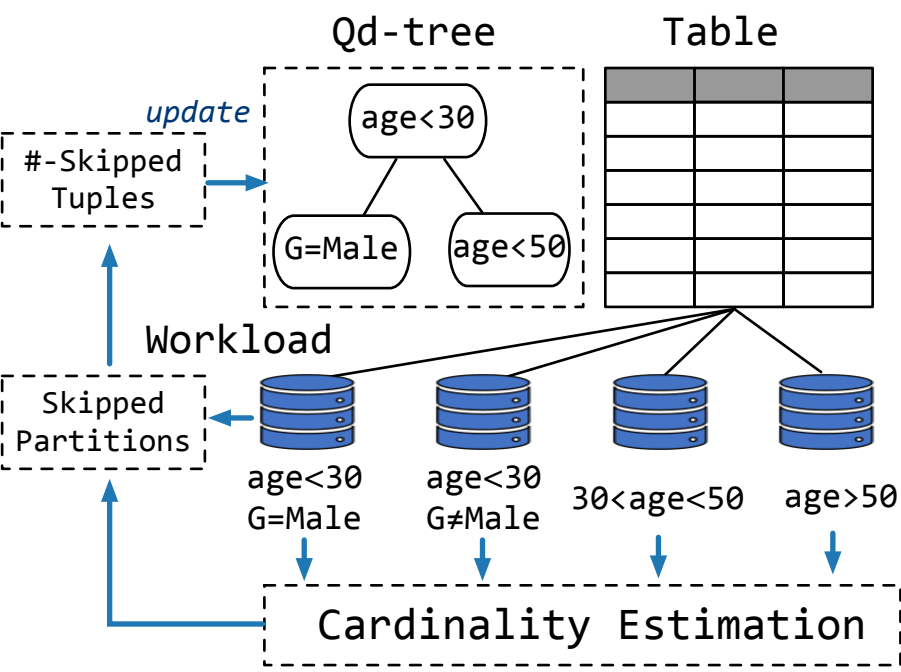 Qd-tree
Table
update
age<30
#-Skipped
Tuples
G=Male
age<50
Workload
Skipped
Partitions
age<30
G=Male
age<30
G≠Male
30<age<50
age>50
Cardinality Estimation